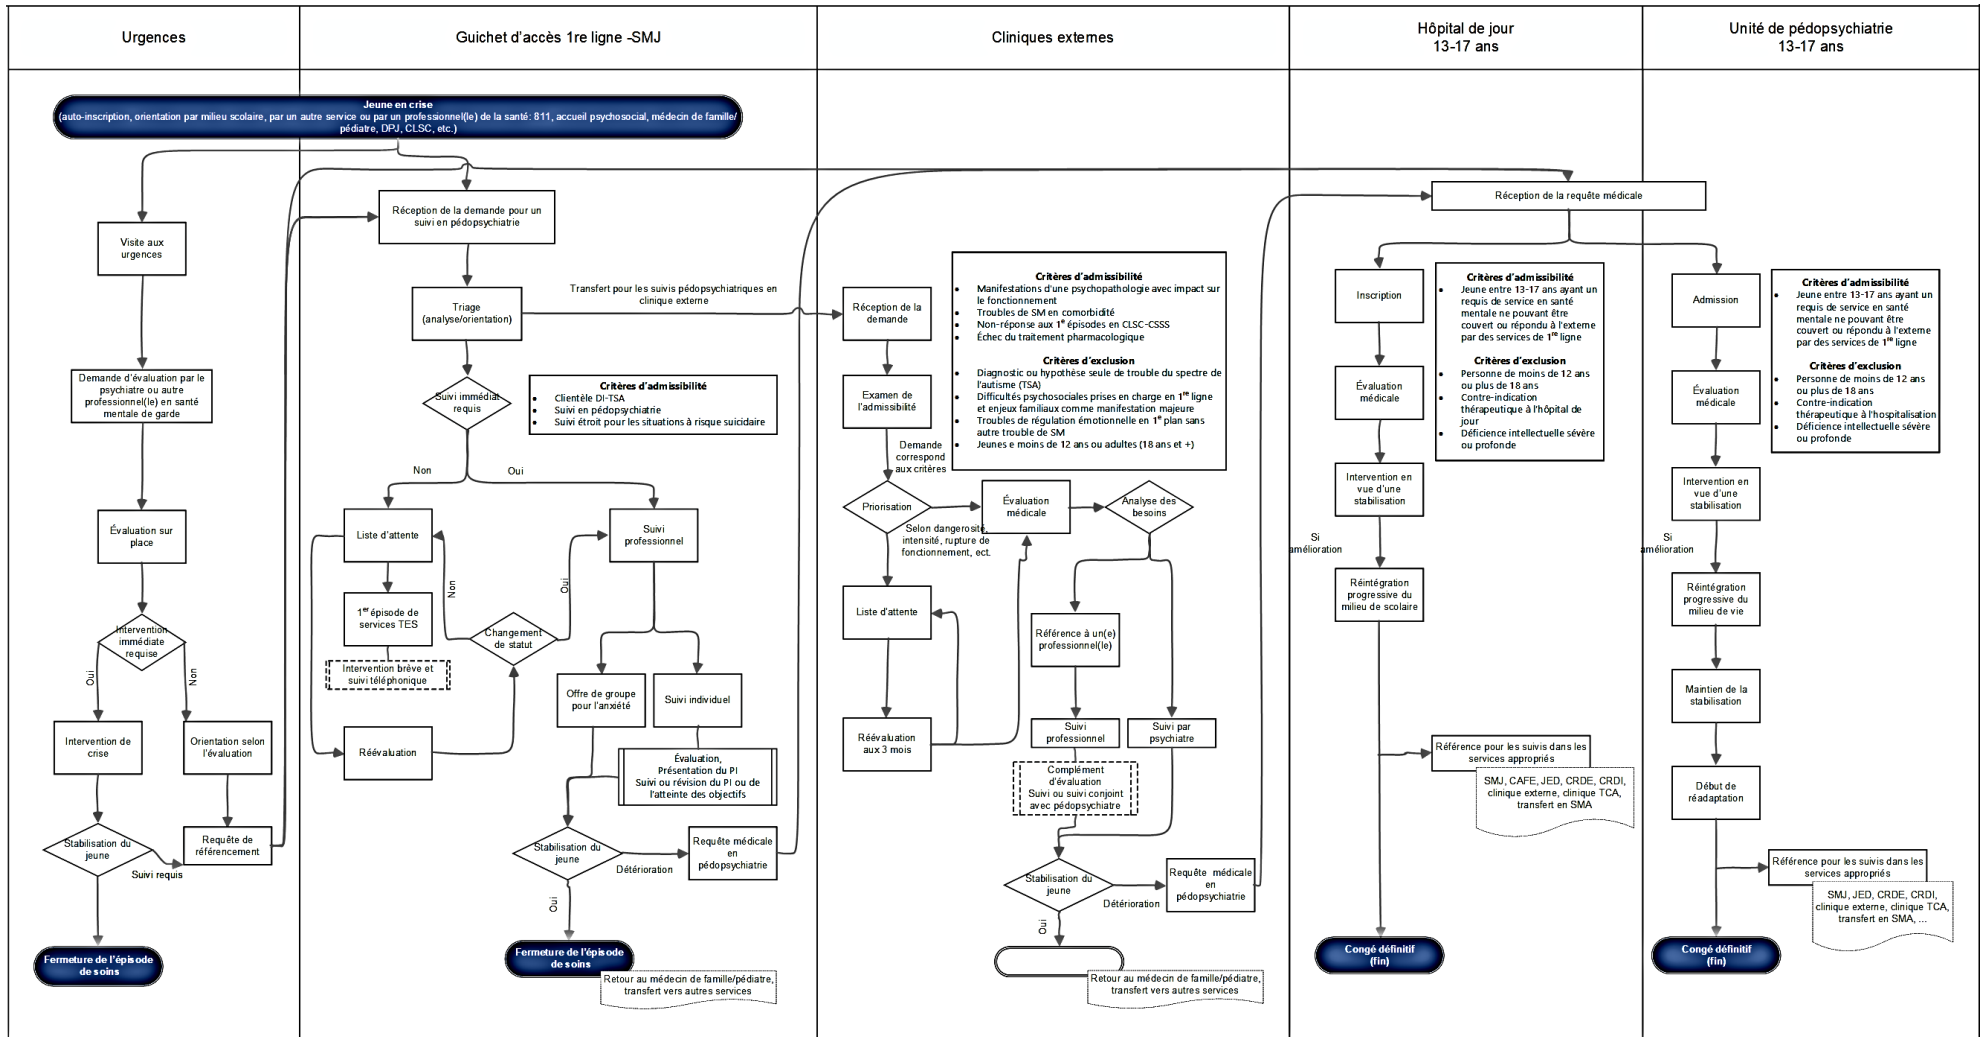 Urgences
Guichet d'accès 1re ligne -SMJ
Cliniques externes
Hôpital de jour
13-17 ans
Unité de pédopsychiatrie
13-17 ans
Jeune en crise
(auto-inscription, orientation par milieu scolaire, par un autre service ou par un professionnel(le) de la santé: 811, accueil psychosocial, médecin de famille/
pédiatre, DPJ, CLSC, etc.)
Visite aux
urgences
Demande d'évaluation par le
psychiatre ou autre
professionnel(le) en santé
mentale de garde
Évaluation sur
place
Intervention
immédiate
requise
Oui
Non
Intervention de
crise
Orientation selon
l'évaluation
Stabilisation du
jeune
Suivi requis
Requête de
référencement
Fermeture de l'épisode
de soins
Réception de la demande pour un
suivi en pédopsychiatrie
Triage
(analyse/orientation)
Transfert pour les suivis pédopsychiatriques en
clinique externe
Suivi immédiat
requis
Critères d'admissibilité
• Clientèle DI-TSA
• Suivi en pédopsychiatrie
• Suivi étroit pour les situations à risque suicidaire
Non
Oui
Liste d'attente
Suivi
professionnel
1er épisode de
services TES
Non
Oui
Changement
de statut
Intervention brève et
suivi téléphonique
Réévaluation
Offre de groupe
pour l'anxiété
Suivi individuel
Évaluation,
Présentation du PI
Suivi ou révision du PI ou de
l'atteinte des objectifs
Stabilisation du
jeune
Détérioration
Requête médicale
en
pédopsychiatrie
Oui
Fermeture de l'épisode
de soins
Retour au médecin de famille/pédiatre,
transfert vers autres services
Réception de la
demande
Examen de
l'admissibilité
Demande
correspond
aux critères
Critères d'admissibilité
• Manifestations d'une psychopathologie avec impact sur
le fonctionnement
• Troubles de SM en comorbidité
• Non-réponse aux 1e épisodes en CLSC-CSSS
• Échec du traitement pharmacologique
Critères d'exclusion
• Diagnostic ou hypothèse seule de trouble du spectre de
l'autisme (TSA)
• Difficultés psychosociales prises en charge en 1re ligne
et enjeux familiaux comme manifestation majeure
• Troubles de régulation émotionnelle en 1e plan sans
autre trouble de SM
• Jeunes e moins de 12 ans ou adultes (18 ans et +)
Priorisation
Évaluation
médicale
Analyse des
besoins
Selon dangerosité,
intensité, rupture de
fonctionnement, ect.
Liste d'attente
Réévaluation
aux 3 mois
Référence à un(e)
professionnel(le)
Suivi
professionnel
Suivi par
psychiatre
Complément
d'évaluation
Suivi ou suivi conjoint
avec pédopsychiatre
Stabilisation du
jeune
Détérioration
Requête médicale
en
pédopsychiatrie
Oui
Retour au médecin de famille/pédiatre,
transfert vers autres services
Réception de la requête médicale
Inscription
Critères d'admissibilité
• Jeune entre 13-17 ans ayant un
requis de service en santé
mentale ne pouvant être
couvert ou répondu à l'externe
par des services de 1re ligne
Critères d'exclusion
• Personne de moins de 12 ans
ou plus de 18 ans
• Contre-indication
thérapeutique à l'hôpital de
jour
• Déficience intellectuelle sévère
ou profonde
Évaluation
médicale
Intervention en
vue d'une
stabilisation
Si
amélioration
Réintégration
progressive du
milieu de scolaire
Référence pour les suivis dans les
services appropriés
SMJ, CAFE, JED, CRDE, CRDI,
clinique externe, clinique TCA,
transfert en SMA
Congé définitif
(fin)
Admission
Critères d'admissibilité
• Jeune entre 13-17 ans ayant un
requis de service en santé
mentale ne pouvant être
couvert ou répondu à l'externe
par des services de 1re ligne
Critères d'exclusion
• Personne de moins de 12 ans
ou plus de 18 ans
• Contre-indication
thérapeutique à l'hospitalisation
• Déficience intellectuelle sévère
ou profonde
Évaluation
médicale
Intervention en
vue d'une
stabilisation
Si
amélioration
Réintégration
progressive du
milieu de vie
Maintien de la
stabilisation
Début de
réadaptation
Référence pour les suivis dans les
services appropriés
SMJ, JED, CRDE, CRDI,
clinique externe, clinique TCA,
transfert en SMA, ...
Congé définitif
(fin)